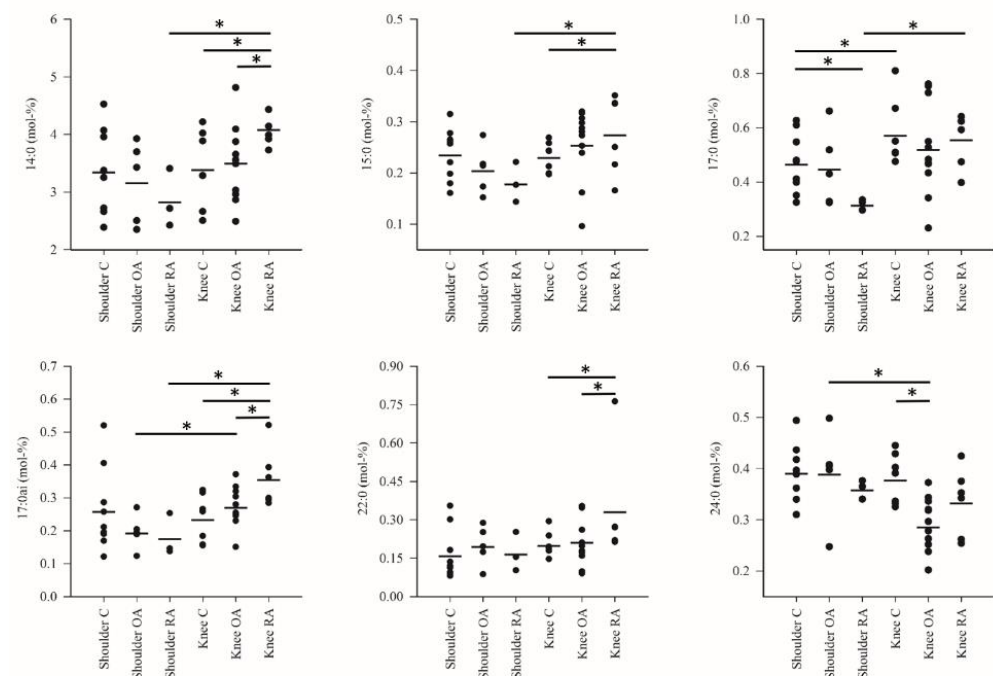 14:0 (mol-%)
6
5
4
3
2
*
*
*
Shoulder C
Shoulder OA
Shoulder RA
Knee C
Knee OA
Knee RA
15:0 (mol-%)
0.5
0.4
0.3
0.2
0.1
*
*
Shoulder C
Shoulder OA
Shoulder RA
Knee C
Knee OA
Knee RA
17:0 (mol-%)
1.0
0.8
0.6
0.4
0.2
*
*
*
Shoulder C
Shoulder OA
Shoulder RA
Knee C
Knee OA
Knee RA
17:0ai (mol-%)
0.7
0.6
0.5
0.4
0.3
0.2
0.1
0.0
*
*
*
*
Shoulder C
Shoulder OA
Shoulder RA
Knee C
Knee OA
Knee RA
22:0 (mol-%)
0.90
0.75
0.60
0.45
0.30
0.15
0.00
*
*
Shoulder C
Shoulder OA
Shoulder RA
Knee C
Knee OA
Knee RA
24:0 (mol-%)
0.6
0.5
0.4
0.3
0.2
*
*
Shoulder C
Shoulder OA
Shoulder RA
Knee C
Knee OA
Knee RA